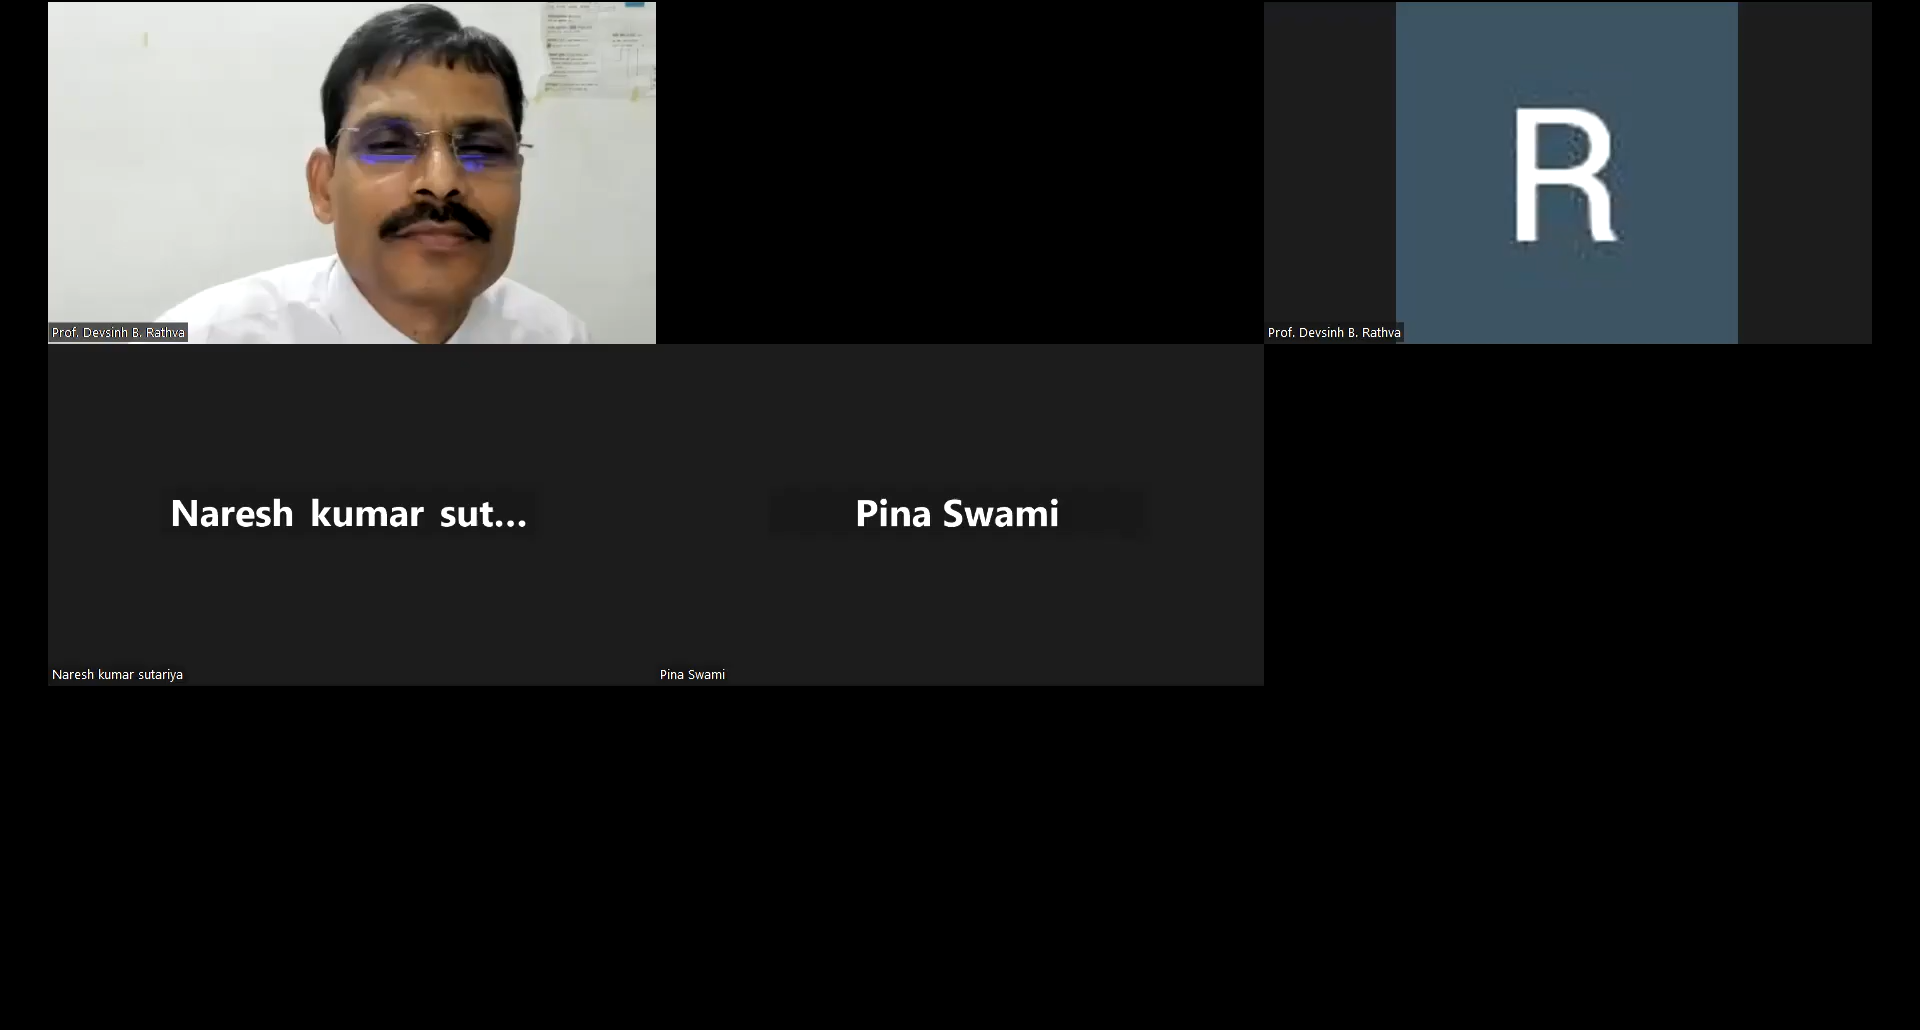 Prof. Devsinh B. Rathva
R
Prof. Devsinh B. Rathva
Naresh kumar sut...
Pina Swami
Naresh kumar sutariya
Pina Swami